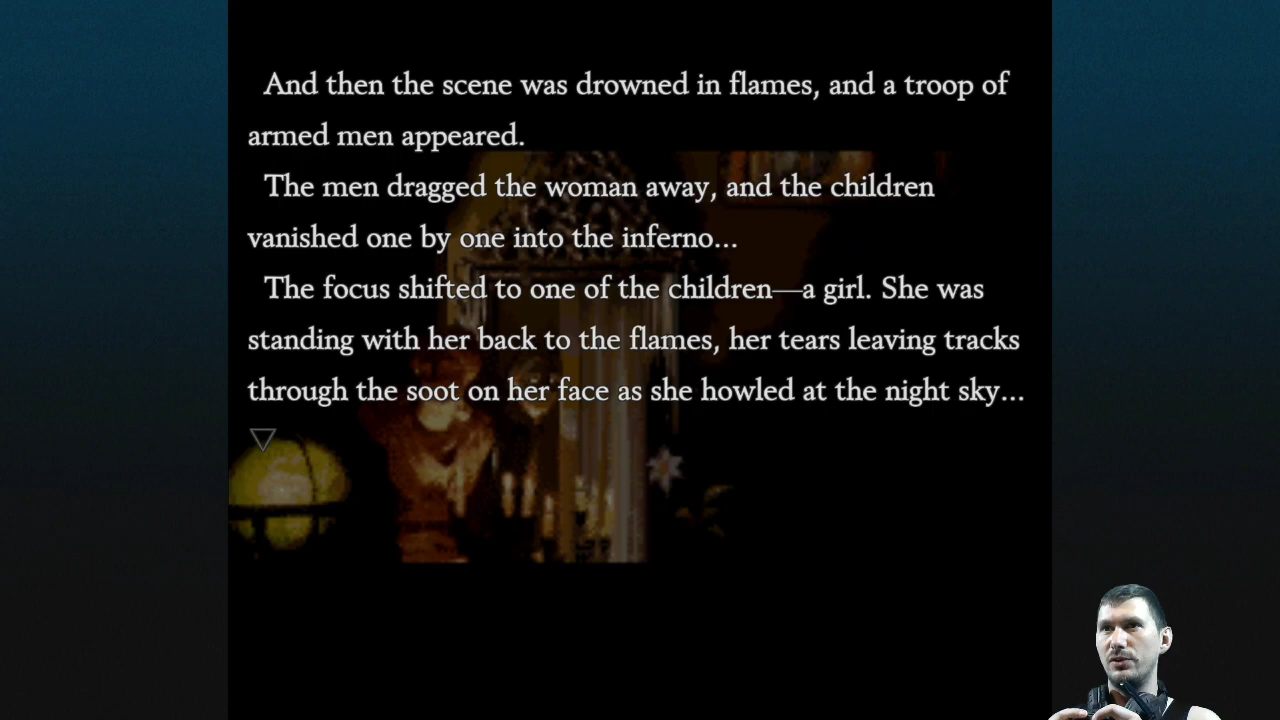 And then the scene was drowned in flames, and a troop of
armed men appeared.
The men dragged the woman away, and the children
vanished one by one into the inferno...
The focus shifted to one of the children—a girl. She was
standing with her back to the flames, her tears leaving tracks
through the soot on her face as she howled at the night sky...